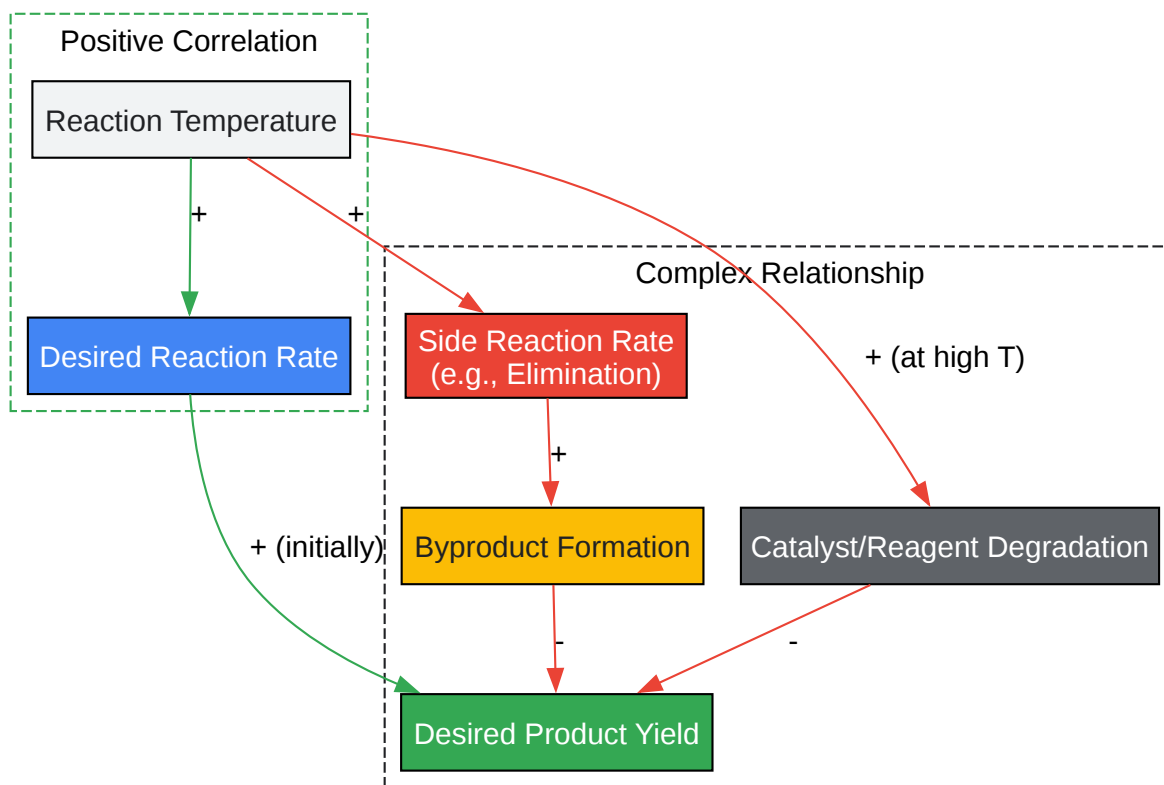 Positive Correlation
Reaction Temperature
+
+
Complex Relationship
Desired Reaction Rate
Side Reaction Rate
(e.g., Elimination)
+ (at high T)
+
+ (initially)
Byproduct Formation
Catalyst/Reagent Degradation
-
-
Desired Product Yield